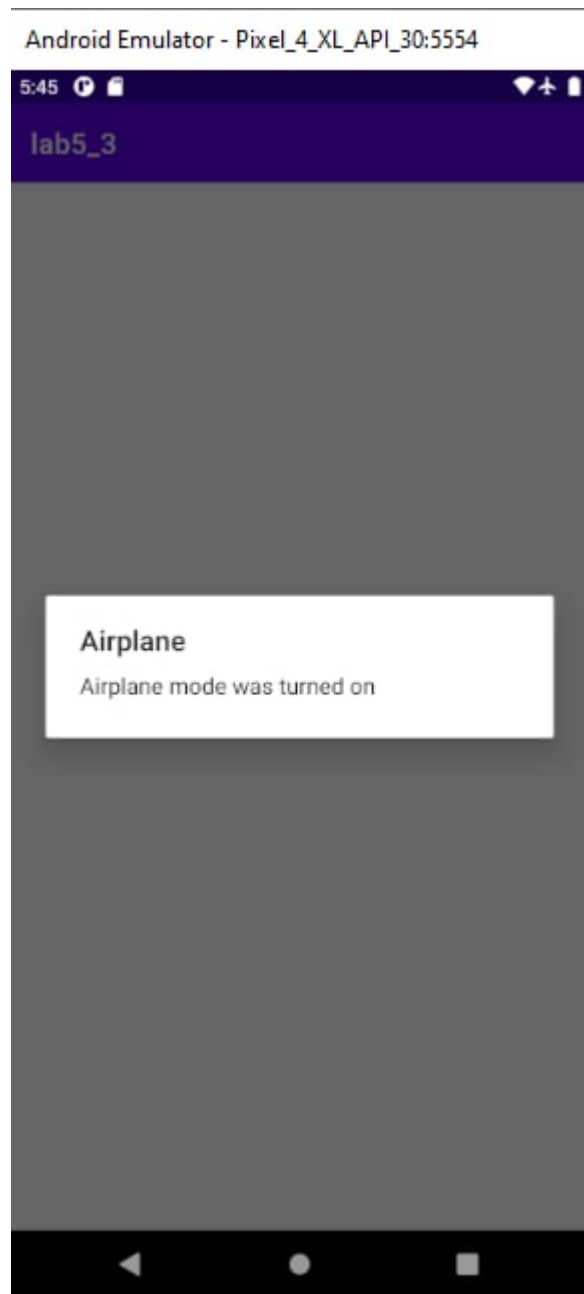 Android Emulator - Pixel_4_XL_API_30:5554
5:45
lab5_3
Airplane
Airplane mode was turned on